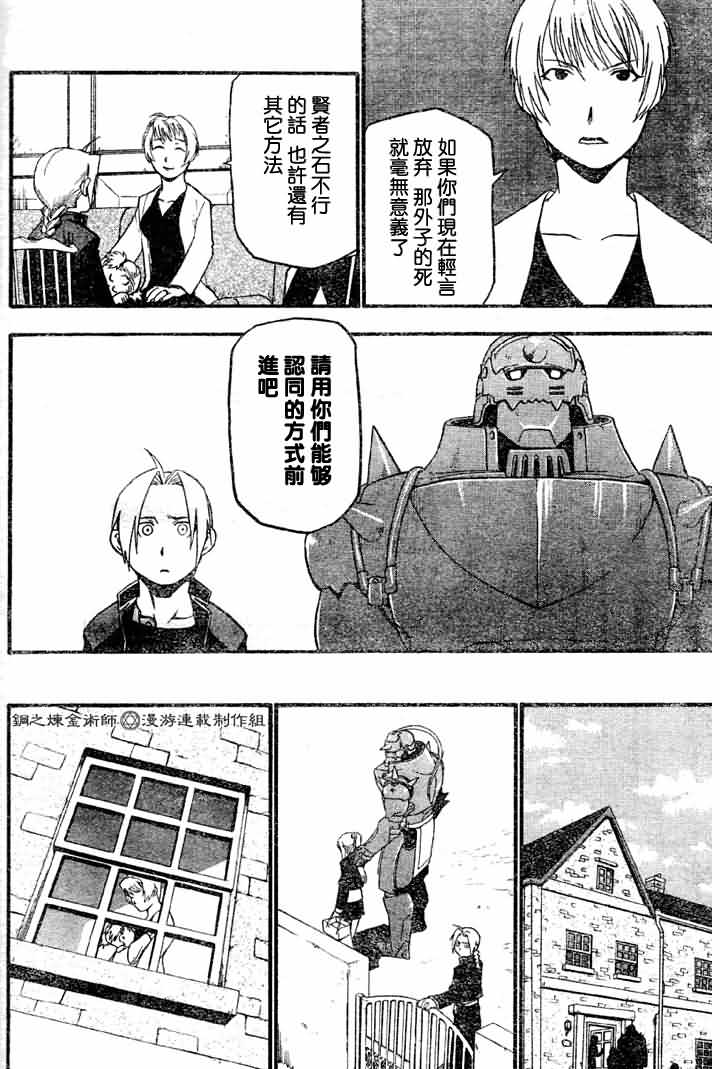 如果你們現在輕言
放弃 那外子的死
就毫無意義了
賢者之石不行
的話 也許還有
其它方法
請用你們能够
認同的方式前
進吧
鋼之煉金術師 漫游連載制作組